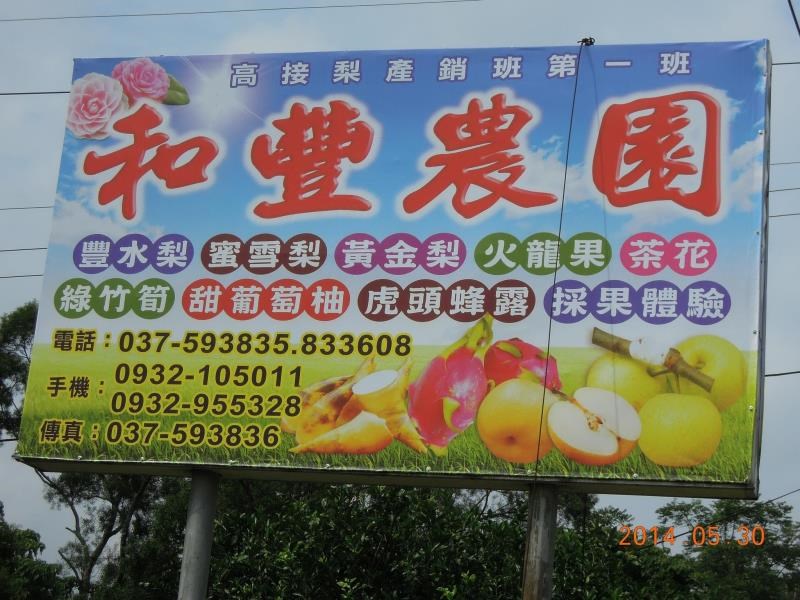 高接梨產銷班第一班
和豐農園
豐水梨 蜜雪梨 黃金梨 火龍果 茶花
綠竹筍 甜葡萄柚 虎頭蜂露 採果體驗
電話：037-593835.833608
手機：0932-105011
0932-955328
傳真：037-593836
2014 05 30